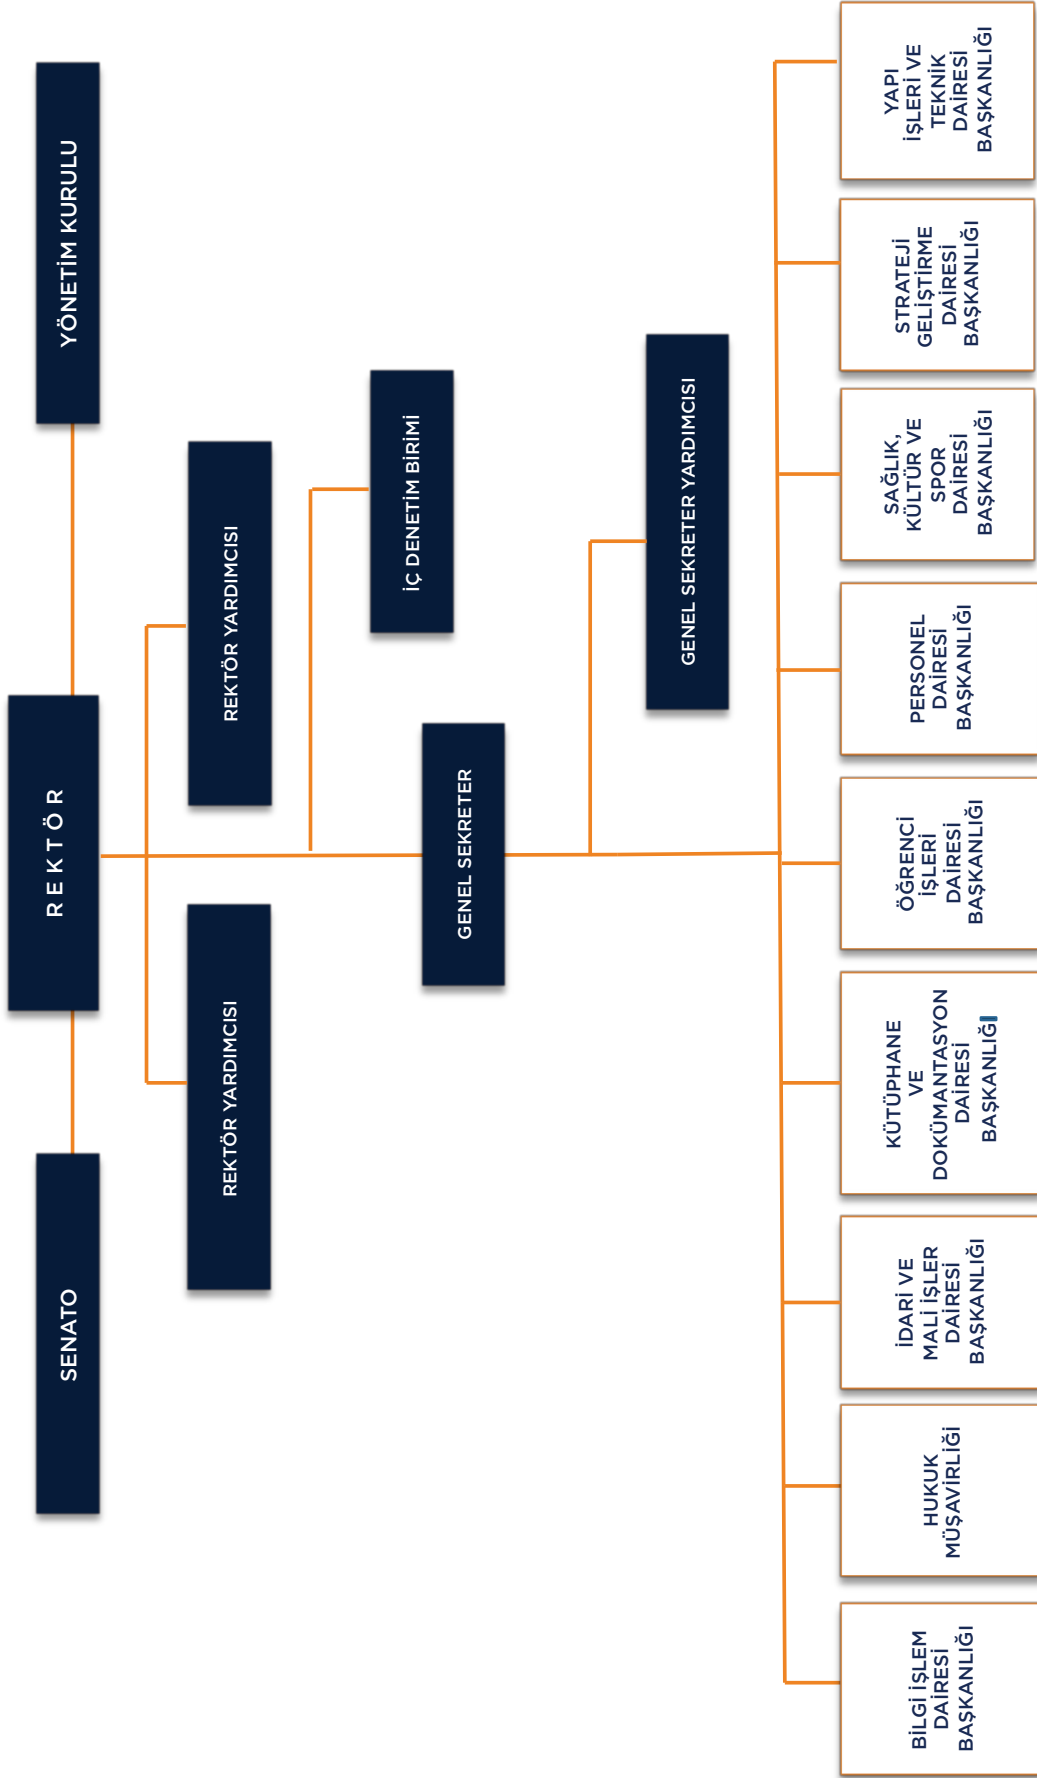 SENATO
R E K T Ö R
YÖNETİM KURULU
REKTÖR YARDIMCISI
REKTÖR YARDIMCISI
İÇ DENETİM BİRİMİ
GENEL SEKRETER
GENEL SEKRETER YARDIMCISI
BİLGİ İŞLEM
DAİRESİ
BAŞKANLIĞI
HUKUK
MÜŞAVİRLİĞİ
İDARİ VE
MALİ İŞLER
DAİRESİ
BAŞKANLIĞI
KÜTÜPHANE
VE
DOKÜMANTASYON
DAİRESİ
BAŞKANLIĞI
ÖĞRENCİ
İŞLERİ
DAİRESİ
BAŞKANLIĞI
PERSONEL
DAİRESİ
BAŞKANLIĞI
SAĞLIK,
KÜLTÜR VE
SPOR
DAİRESİ
BAŞKANLIĞI
STRATEJİ
GELİŞTİRME
DAİRESİ
BAŞKANLIĞI
YAPI
İŞLERİ VE
TEKNİK
DAİRESİ
BAŞKANLIĞI